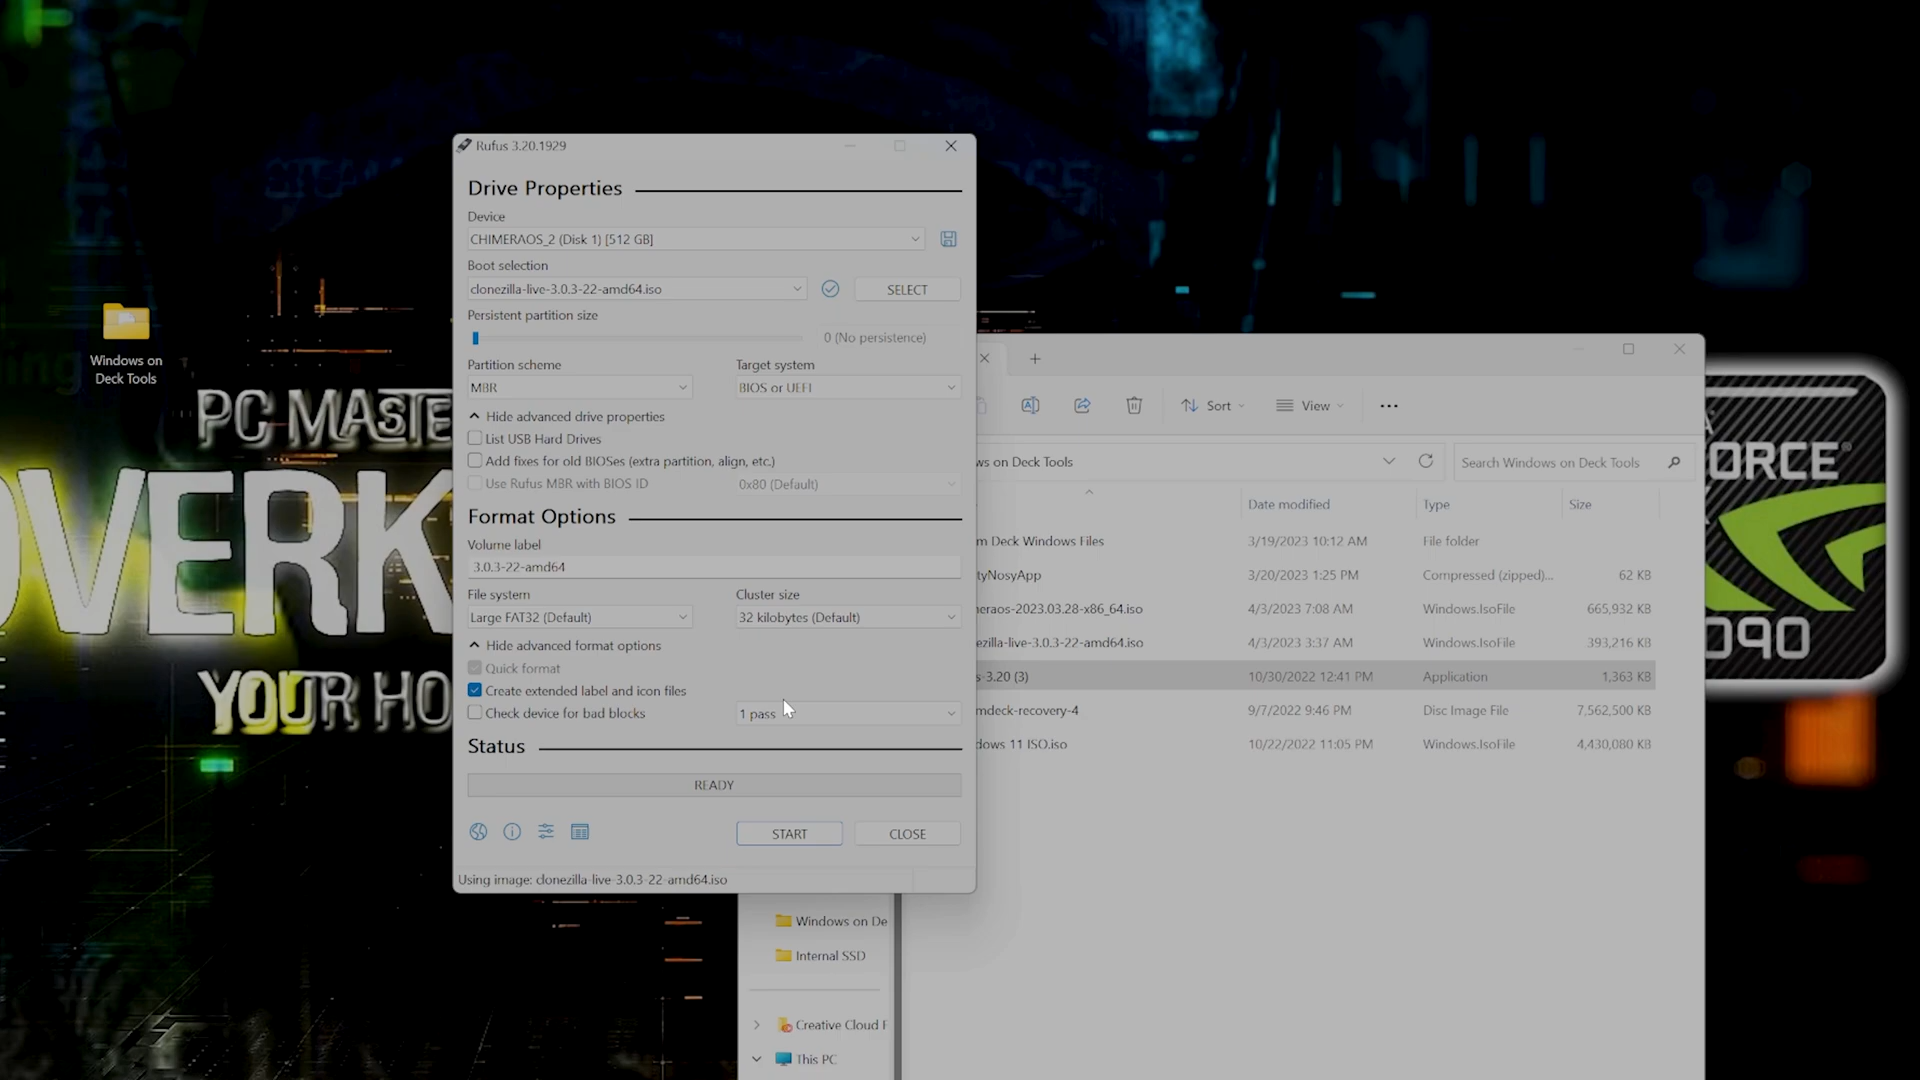 Windows on
Deck Tools
PC MASTE
OVERK
YOUR HO
Rufus 3.20.1929
Drive Properties
Device
CHIMERAOS_2 (Disk 1) [512 GB]
Boot selection
clonezilla-live-3.0.3-22-amd64.iso
SELECT
Persistent partition size
0 (No persistence)
Partition scheme
Target system
MBR
BIOS or UEFI
Hide advanced drive properties
List USB Hard Drives
Add fixes for old BIOSes (extra partition, align, etc.)
Use Rufus MBR with BIOS ID
0x80 (Default)
Format Options
Volume label
3.0.3-22-amd64
File system
Cluster size
Large FAT32 (Default)
32 kilobytes (Default)
Hide advanced format options
Quick format
Create extended label and icon files
Check device for bad blocks
1 pass
Status
READY
START
CLOSE
Using image: clonezilla-live-3.0.3-22-amd64.iso
Sort
View
ws on Deck Tools
Search Windows on Deck Tools
Date modified
Type
Size
m Deck Windows Files
3/19/2023 10:12 AM
File folder
tyNosyApp
3/20/2023 1:25 PM
Compressed (zipped)...
62 KB
neraos-2023.03.28-x86_64.iso
4/3/2023 7:08 AM
Windows.IsoFile
665,932 KB
ezilla-live-3.0.3-22-amd64.iso
4/3/2023 3:37 AM
Windows.IsoFile
393,216 KB
s-3.20 (3)
10/30/2022 12:41 PM
Application
1,363 KB
mdeck-recovery-4
9/7/2022 9:46 PM
Disc Image File
7,562,500 KB
dows 11 ISO.iso
10/22/2022 11:05 PM
Windows.IsoFile
4,430,080 KB
Windows on De
Internal SSD
Creative Cloud F
This PC
ORCE®
090